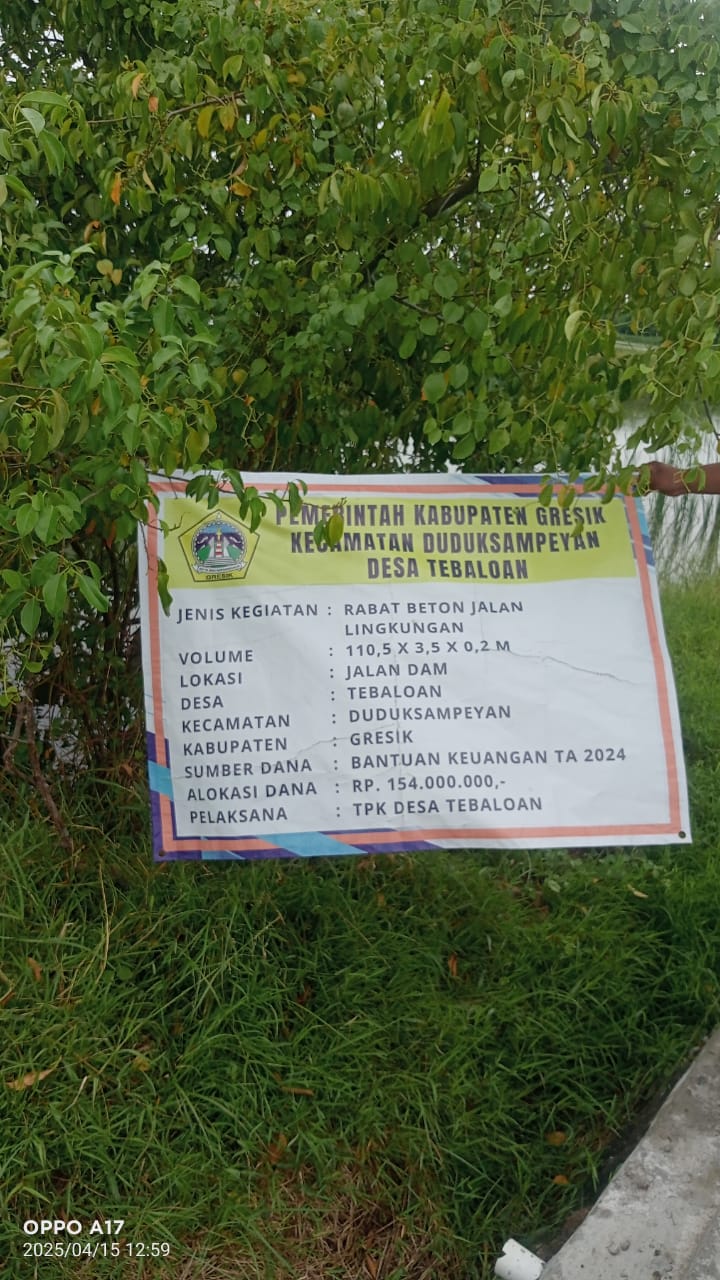 PEMERINTAH KABUPATEN GRESIK
KECAMATAN DUDUKSAMPEYAN
DESA TEBALOAN
GRESIK
JENIS KEGIATAN : RABAT BETON JALAN
LINGKUNGAN
VOLUME : 110,5 X 3,5 X 0,2 M
LOKASI : JALAN DAM
DESA : TEBALOAN
KECAMATAN : DUDUKSAMPEYAN
KABUPATEN : GRESIK
SUMBER DANA : BANTUAN KEUANGAN TA 2024
ALOKASI DANA : RP. 154.000.000,-
PELAKSANA : TPK DESA TEBALOAN
OPPO A17
2025/04/15 12:59